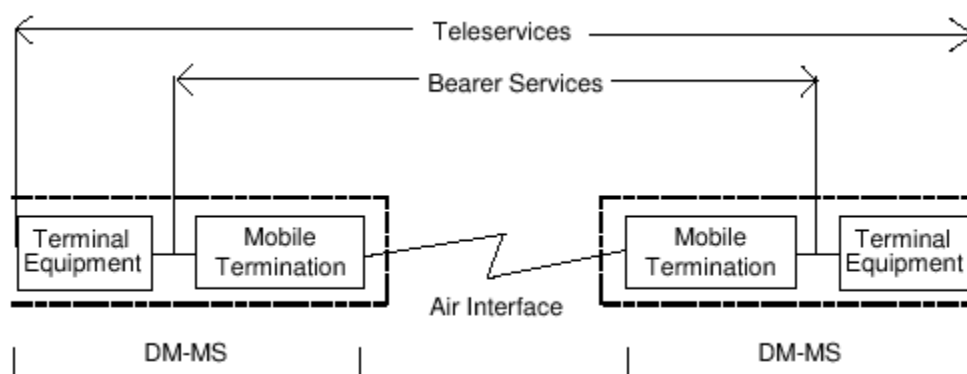 Teleservices
Bearer Services
Terminal
Equipment
Mobile
Termination
Mobile
Termination
Terminal
Equipment
Air Interface
DM-MS
DM-MS